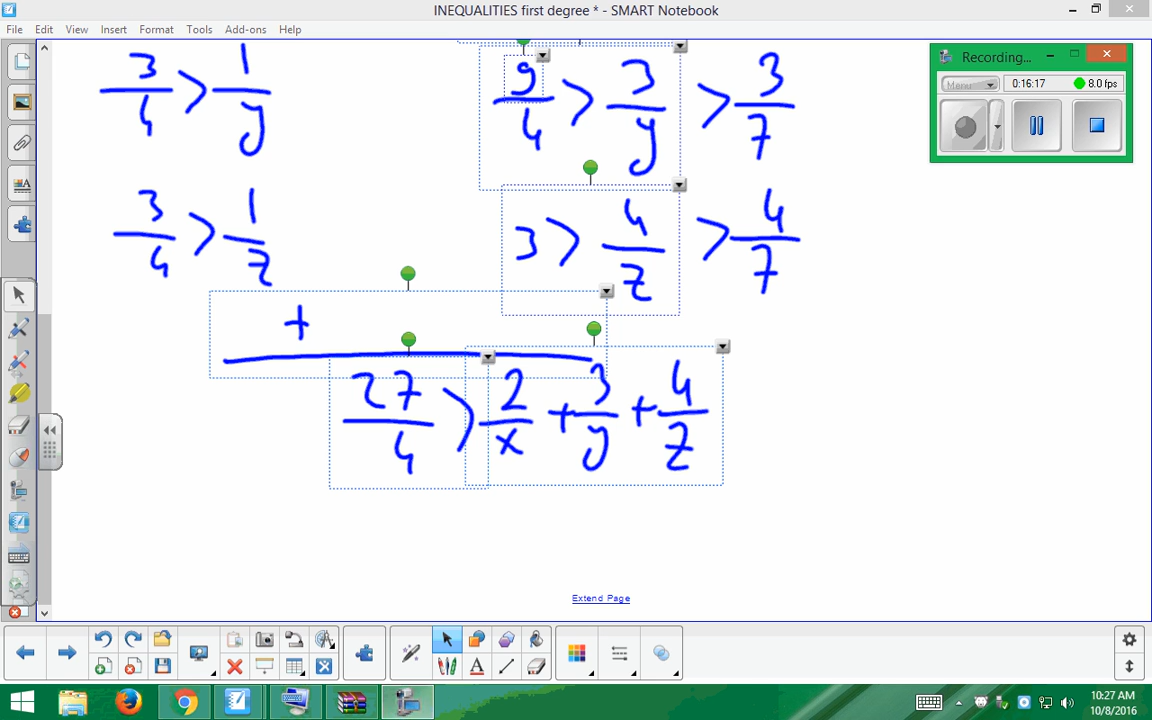 INEQUALITIES first degree * - SMART Notebook
File Edit View Insert Format Tools Add-ons Help
Recording...
Menu 0:16:17 8.0 fps
3/4 > 1/y
9/4 > 3/y > 3/7
3/4 > 1/z
3 > 4/z > 4/7
+
27/4 > 2/x + 3/y + 4/z
Extend Page
10:27 AM
10/8/2016